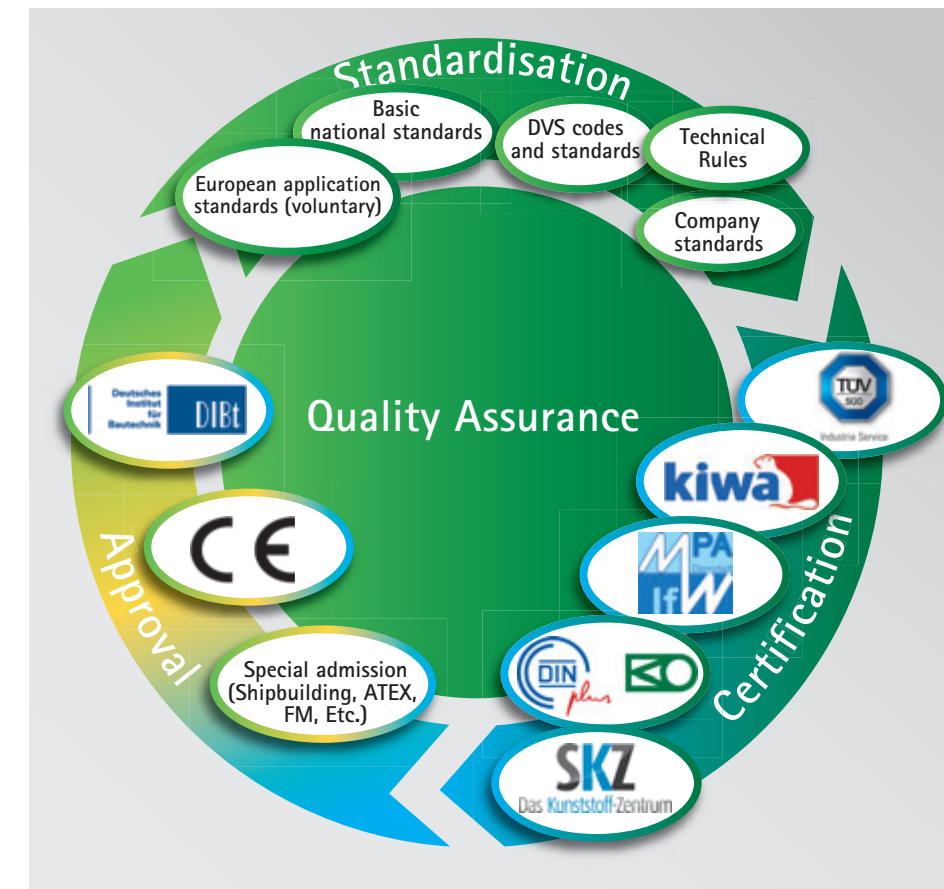 Standardisation
Basic
national standards
DVS codes
and standards
Technical
Rules
European application
standards (voluntary)
Company
standards
Deutsches
Institut
für
Bautechnik
DIBt
TÜV
SÜD
Industrie Service
Quality Assurance
kiwa
CE
MPA
IfW
Approval
Certification
Special admission
(Shipbuilding, ATEX,
FM, Etc.)
DIN
plus
SKZ
Das Kunststoff-Zentrum